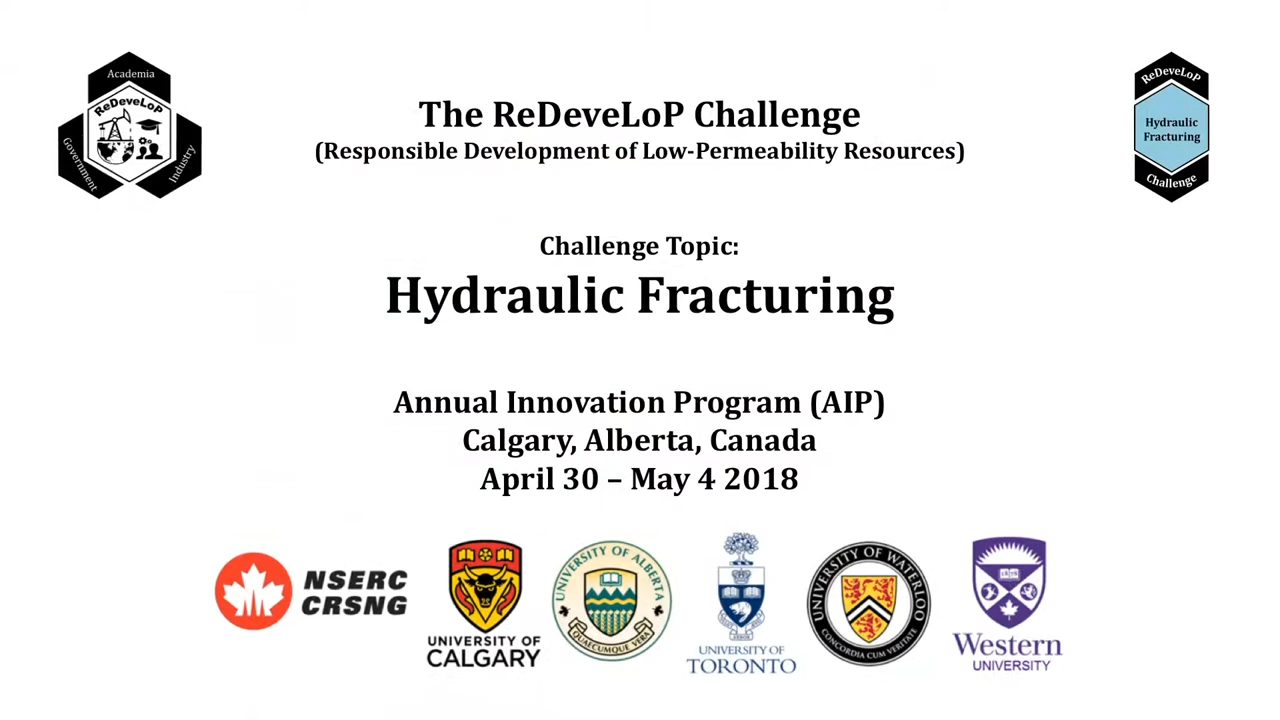 Academia
ReDeveLoP
Government
Industry
The ReDeveLoP Challenge
(Responsible Development of Low-Permeability Resources)
ReDeveLoP
Hydraulic
Fracturing
Challenge
Challenge Topic:
Hydraulic Fracturing
Annual Innovation Program (AIP)
Calgary, Alberta, Canada
April 30 – May 4 2018
NSERC
CRSNG
UNIVERSITY OF
CALGARY
UNIVERSITY OF ALBERTA
QUAECUMQUE VERA
UNIVERSITY OF
TORONTO
UNIVERSITY OF WATERLOO
CONCORDIA CUM VERITATE
Western
UNIVERSITY